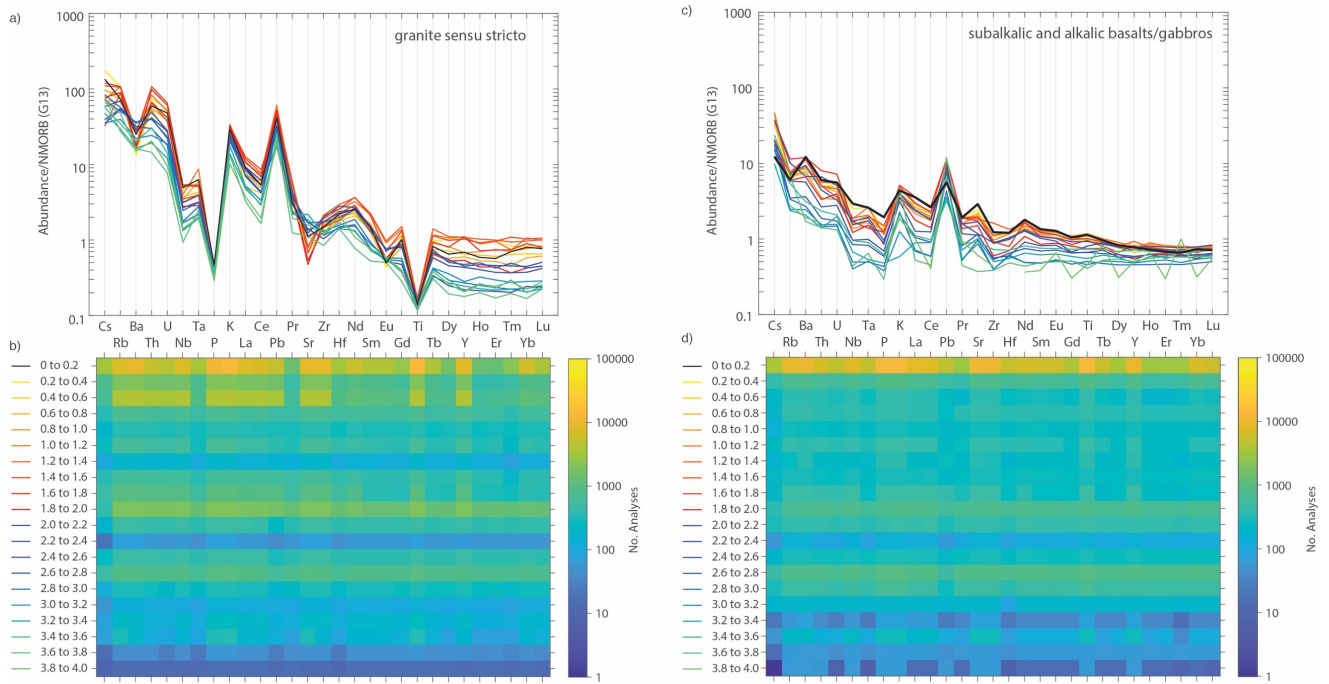 a)
granite sensu stricto
1000
100
10
1
0.1
Abundance/NMORB (G13)
Cs Ba U Ta K Ce Pr Zr Nd Eu Ti Dy Ho Tm Lu
Rb Th Nb P La Pb Sr Hf Sm Gd Tb Y Er Yb
b)
0 to 0.2
0.2 to 0.4
0.4 to 0.6
0.6 to 0.8
0.8 to 1.0
1.0 to 1.2
1.2 to 1.4
1.4 to 1.6
1.6 to 1.8
1.8 to 2.0
2.0 to 2.2
2.2 to 2.4
2.4 to 2.6
2.6 to 2.8
2.8 to 3.0
3.0 to 3.2
3.2 to 3.4
3.4 to 3.6
3.6 to 3.8
3.8 to 4.0
100000
10000
1000
100
10
1
No. Analyses
c)
subalkalic and alkalic basalts/gabbros
1000
100
10
1
0.1
Abundance/NMORB (G13)
Cs Ba U Ta K Ce Pr Zr Nd Eu Ti Dy Ho Tm Lu
Rb Th Nb P La Pb Sr Hf Sm Gd Tb Y Er Yb
d)
0 to 0.2
0.2 to 0.4
0.4 to 0.6
0.6 to 0.8
0.8 to 1.0
1.0 to 1.2
1.2 to 1.4
1.4 to 1.6
1.6 to 1.8
1.8 to 2.0
2.0 to 2.2
2.2 to 2.4
2.4 to 2.6
2.6 to 2.8
2.8 to 3.0
3.0 to 3.2
3.2 to 3.4
3.4 to 3.6
3.6 to 3.8
3.8 to 4.0
100000
10000
1000
100
10
1
No. Analyses